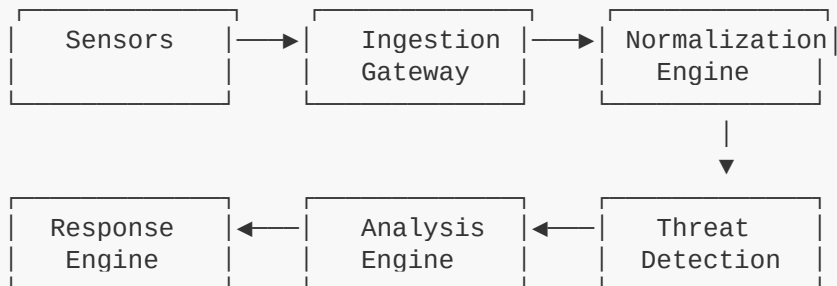 Sensors Ingestion Normalization
Gateway Engine
Response Analysis Threat
Engine Engine Detection